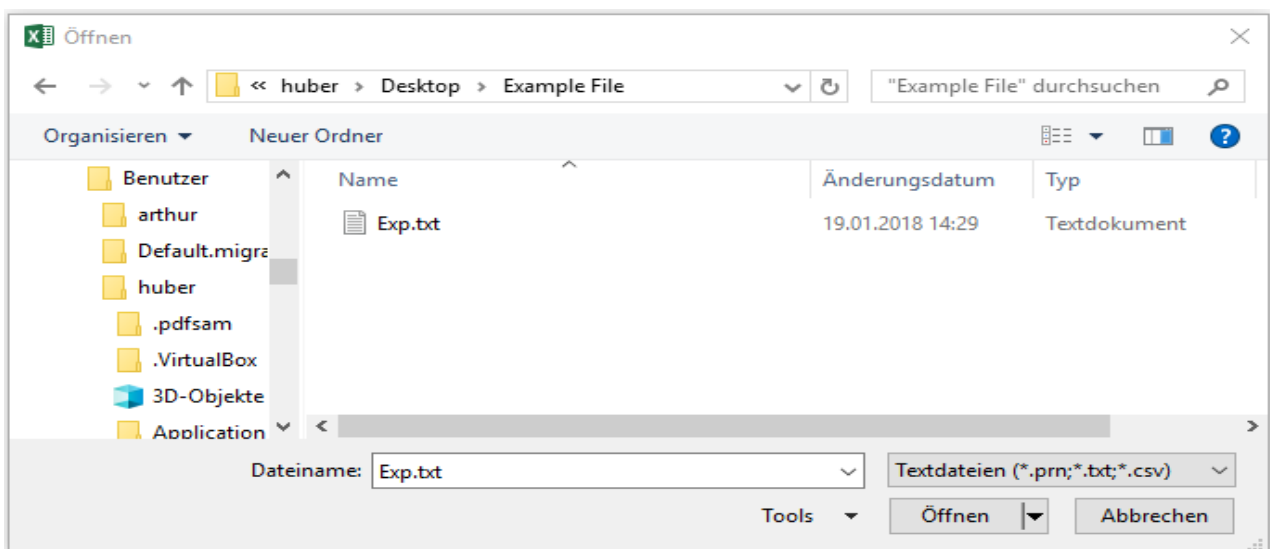 Öffnen
« huber > Desktop > Example File
"Example File" durchsuchen
Organisieren
Neuer Ordner
Benutzer
Name
Änderungsdatum
Typ
arthur
Exp.txt
19.01.2018 14:29
Textdokument
Default.migra
huber
.pdfsam
.VirtualBox
3D-Objekte
Application
Dateiname:
Exp.txt
Textdateien (*.prn;*.txt;*.csv)
Tools
Öffnen
Abbrechen